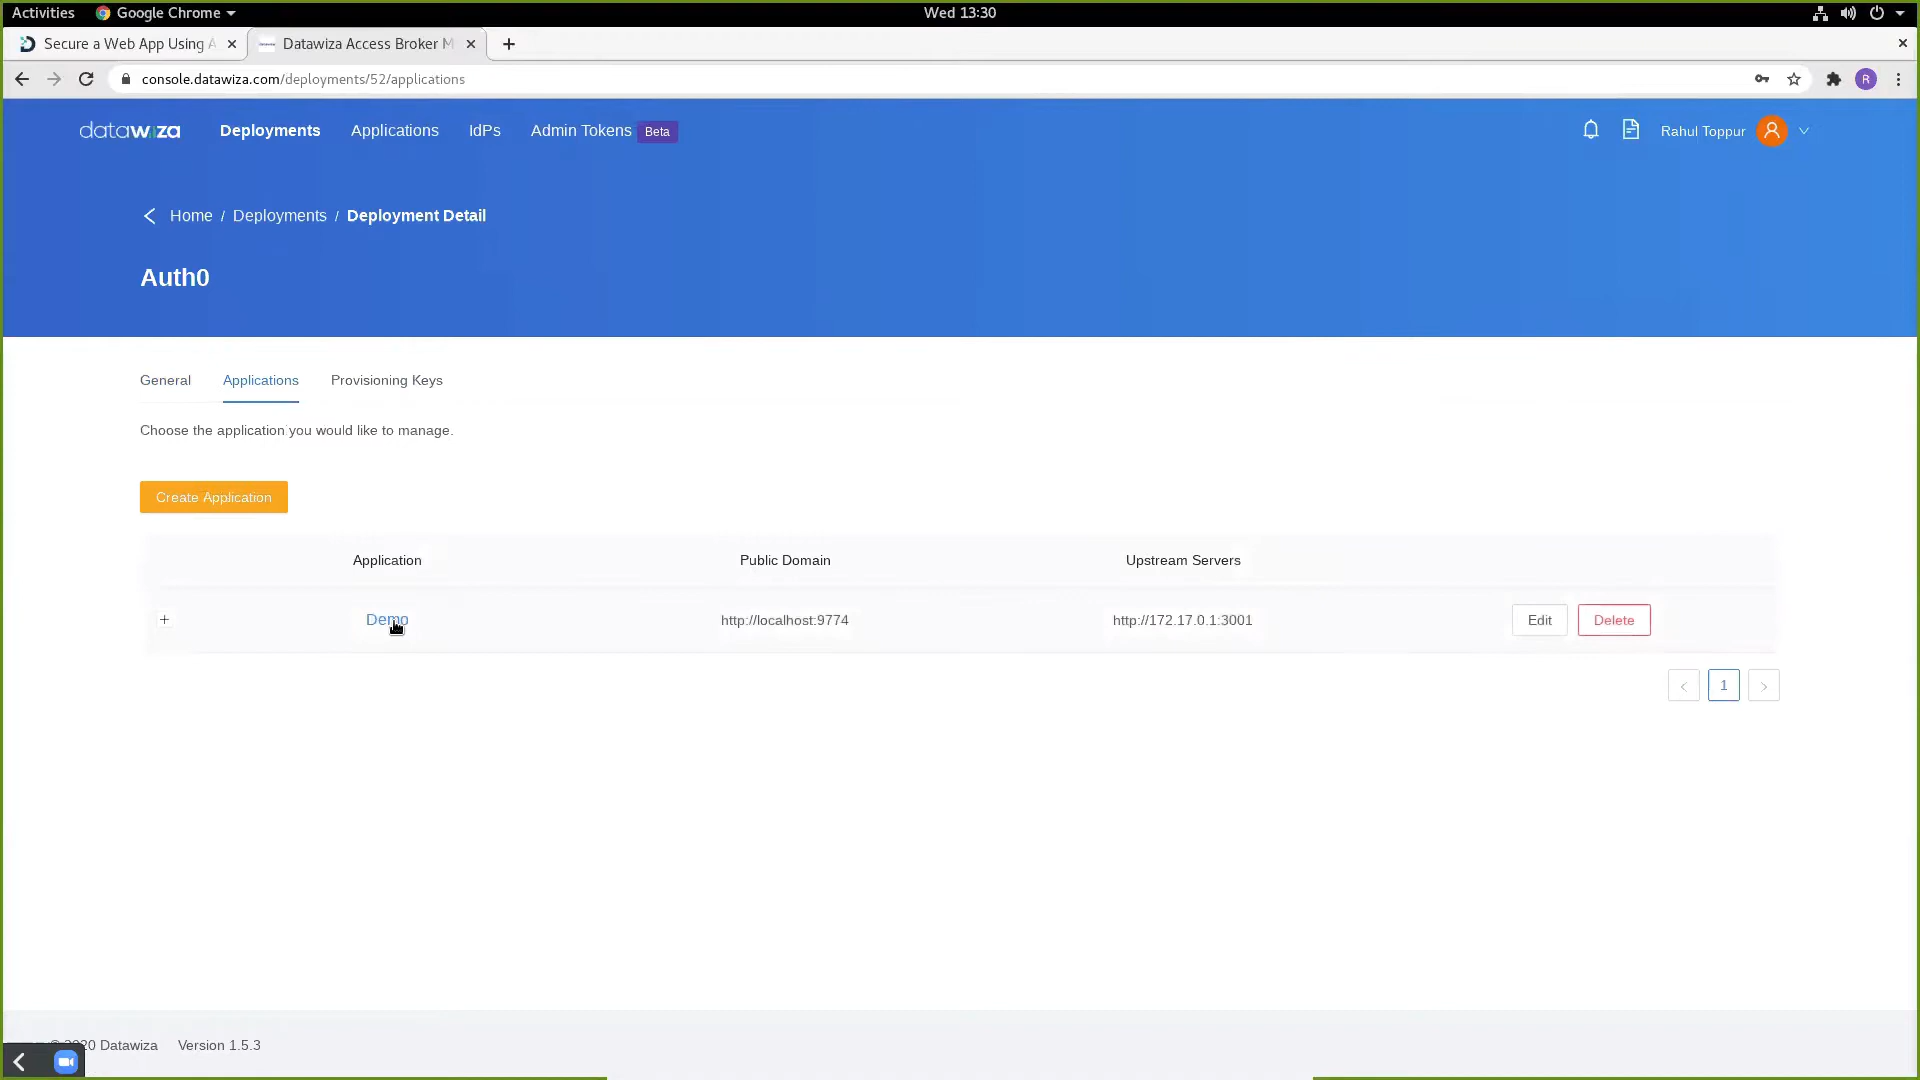 Activities Google Chrome Wed 13:30
Secure a Web App Using A Datawiza Access Broker M
console.datawiza.com/deployments/52/applications R
datawiza Deployments Applications IdPs Admin Tokens Beta Rahul Toppur
Home / Deployments / Deployment Detail
Auth0
General Applications Provisioning Keys
Choose the application you would like to manage.
Create Application
Application Public Domain Upstream Servers
+ Demo http://localhost:9774 http://172.17.0.1:3001 Edit Delete
< 1 >
20 Datawiza Version 1.5.3